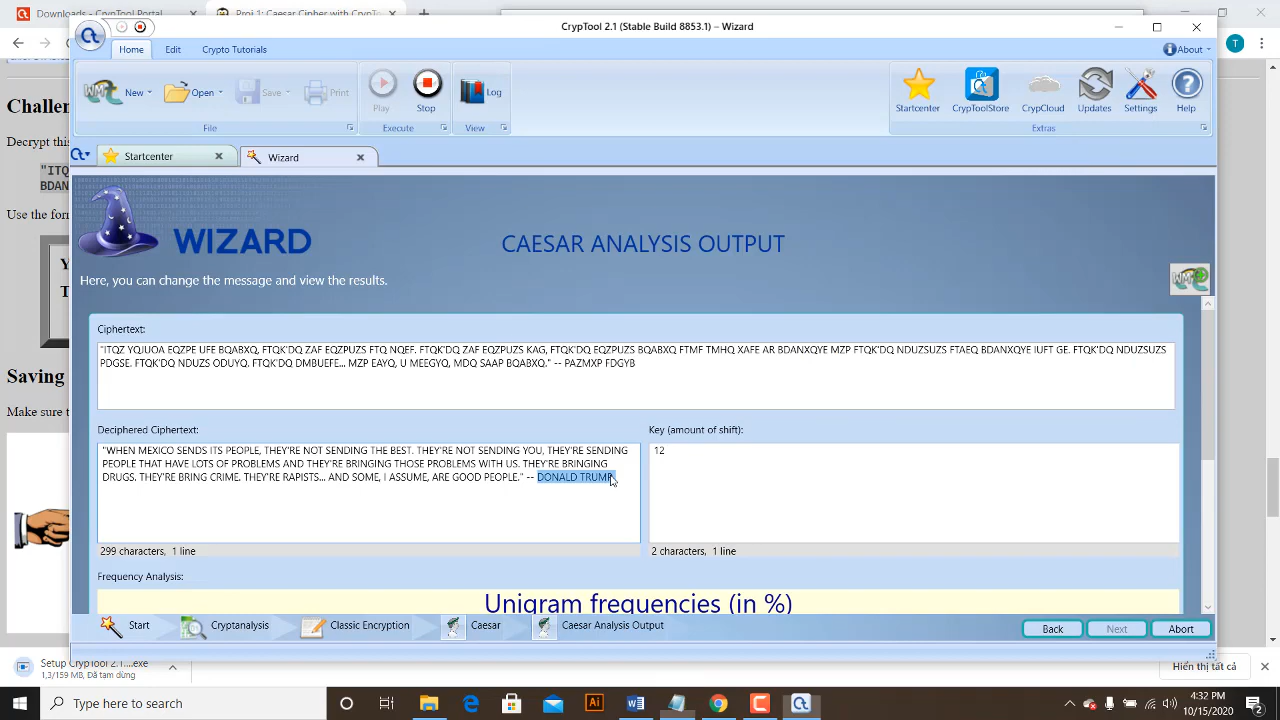 Downlo
Phú
CrypTool 2.1 (Stable Build 8853.1) – Wizard
Home
Edit
Crypto Tutorials
About
New
Open
Save
Print
Play
Stop
Log
Startcenter
CrypToolStore
CrypCloud
Updates
Settings
Help
File
Execute
View
Extras
Startcenter
Wizard
T
Challen
Decrypt this
"ITQ
BDAN
Use the for
Y
T
Saving
Make sure t
WIZARD
CAESAR ANALYSIS OUTPUT
Here, you can change the message and view the results.
Ciphertext:
"ITQZ YQJUOA EQZPE UFE BQABXQ, FTQK'DQ ZAF EQZPUZS FTQ NQEF. FTQK'DQ ZAF EQZPUZS KAG, FTQK'DQ EQZPUZS BQABXQ FTMF TMHQ XAFE AR BDANXQYE MZP FTQK'DQ NDUZSUZS FTAEQ BDANXQYE IUFT GE. FTQK'DQ NDUZSUZS
PDGSE. FTQK'DQ NDUZS ODUYQ. FTQK'DQ DMBUEFE... MZP EAYQ, U MEEGYQ, MDQ SAAP BQABXQ." -- PAZMXP FDGYB
Deciphered Ciphertext:
Key (amount of shift):
"WHEN MEXICO SENDS ITS PEOPLE, THEY'RE NOT SENDING THE BEST. THEY'RE NOT SENDING YOU, THEY'RE SENDING
PEOPLE THAT HAVE LOTS OF PROBLEMS AND THEY'RE BRINGING THOSE PROBLEMS WITH US. THEY'RE BRINGING
DRUGS. THEY'RE BRING CRIME. THEY'RE RAPISTS... AND SOME, I ASSUME, ARE GOOD PEOPLE." -- DONALD TRUMP
12
299 characters, 1 line
2 characters, 1 line
Frequency Analysis:
Unigram frequencies (in %)
Start
Cryptanalysis
Classic Encryption
Caesar
Caesar Analysis Output
Back
Next
Abort
Setup CrypTool 2.1....exe
1,3/159 MB, Đã tạm dừng
Hiển thị tất cả
Type here to search
4:32 PM
10/15/2020
2